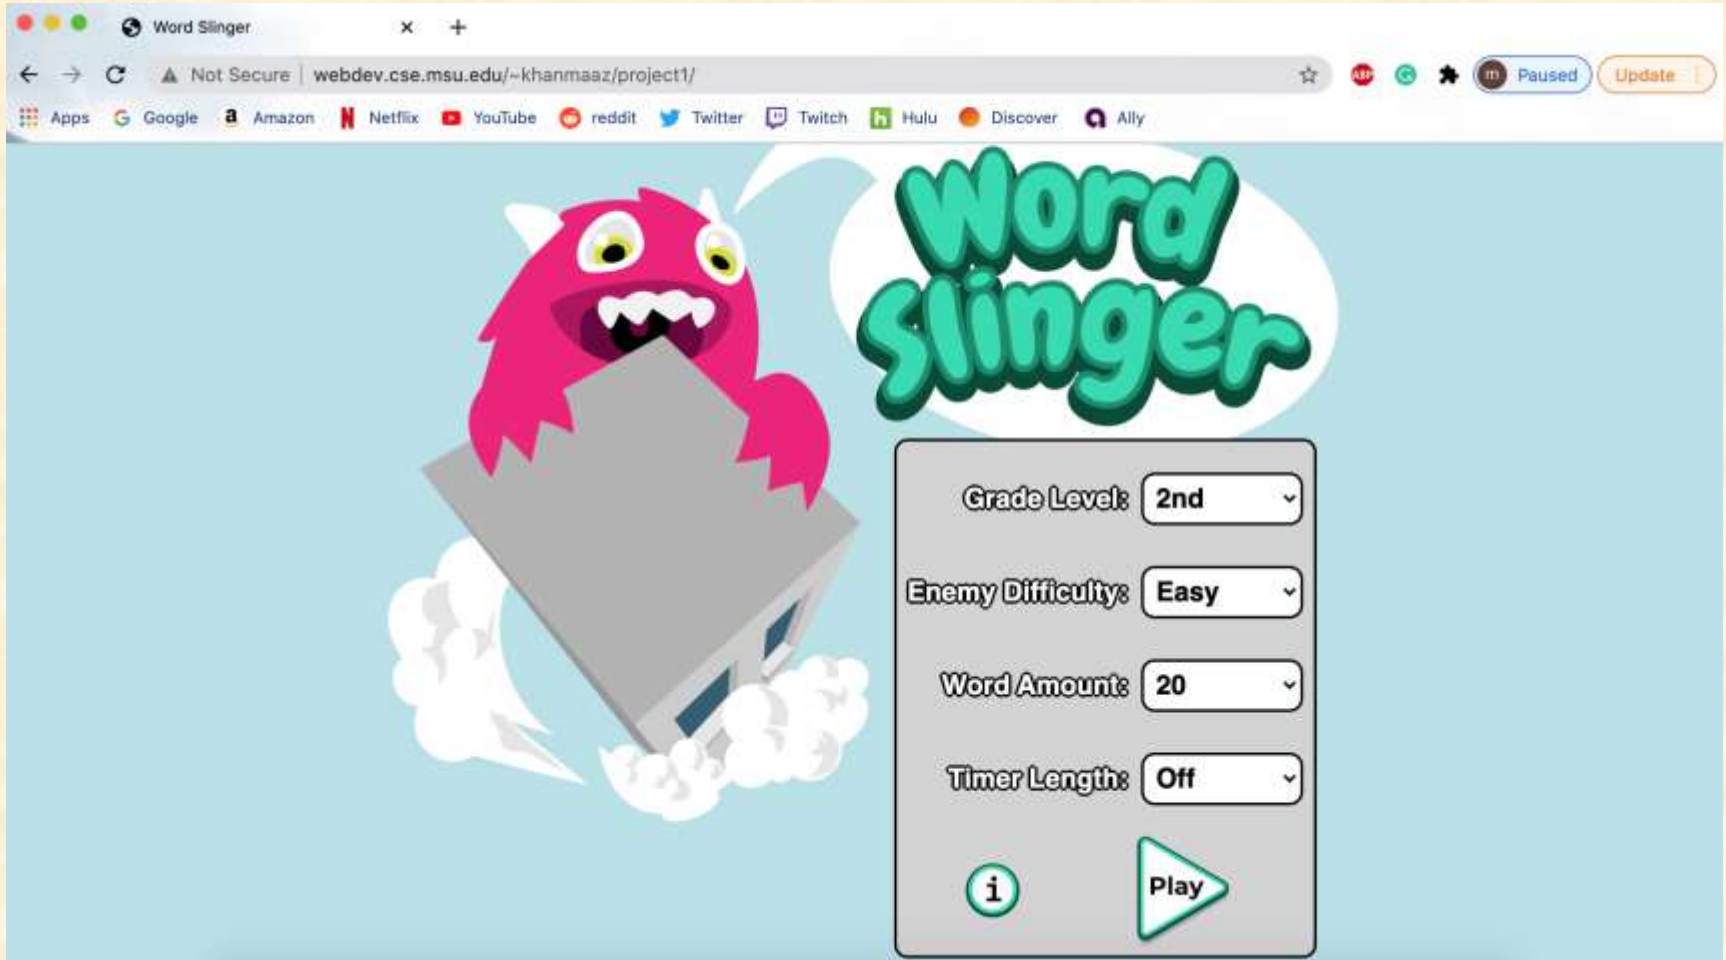 Word Slinger
Not Secure | webdev.cse.msu.edu/~khanmaaz/project1/
ABP
G
m Paused
Update
Apps
Google
a Amazon
N Netflix
YouTube
reddit
Twitter
Twitch
h Hulu
Discover
Ally
Word
Slinger
Grade Level: 2nd
Enemy Difficulty: Easy
Word Amount: 20
Timer Length: Off
i
Play